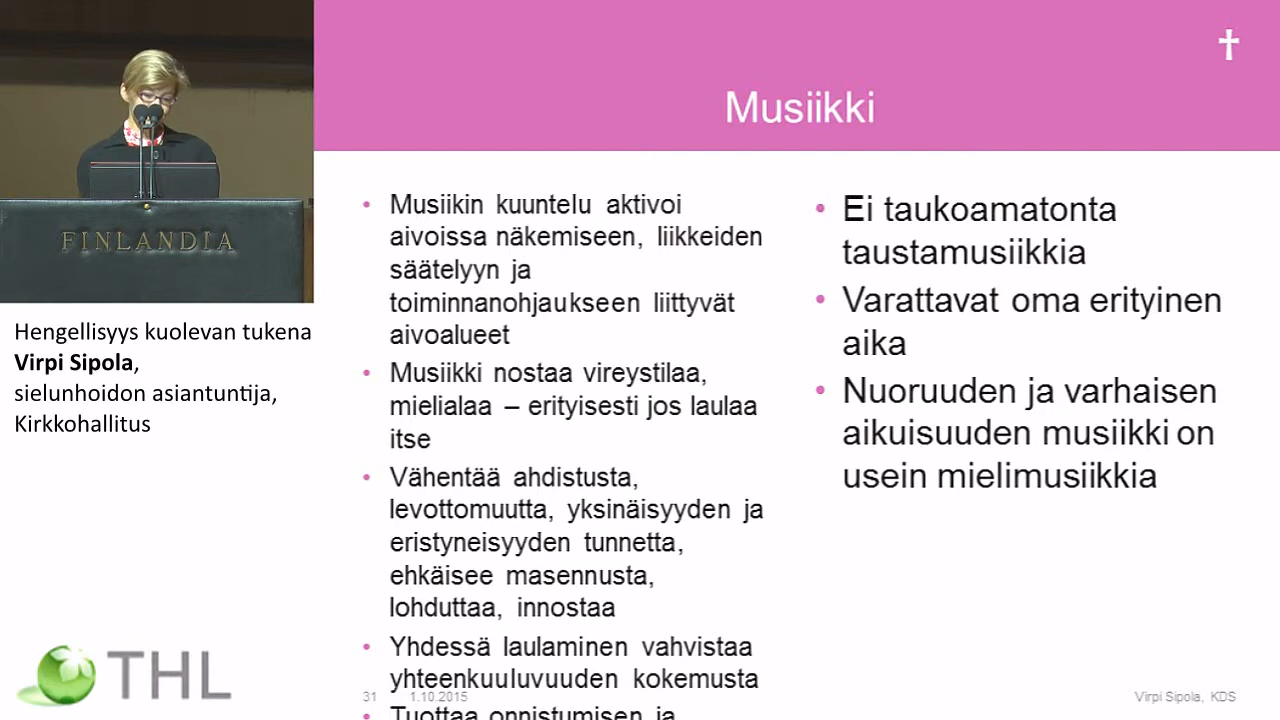 FINLANDIA
Hengellisyys kuolevan tukena
Virpi Sipola,
sielunhoidon asiantuntija,
Kirkkohallitus
THL
Musiikki
• Musiikin kuuntelu aktivoi
aivoissa näkemiseen, liikkeiden
säätelyyn ja
toiminnanohjaukseen liittyvät
aivoalueet
• Musiikki nostaa vireystilaa,
mielialaa – erityisesti jos laulaa
itse
• Vähentää ahdistusta,
levottomuutta, yksinäisyyden ja
eristyneisyyden tunnetta,
ehkäisee masennusta,
lohduttaa, innostaa
• Yhdessä laulaminen vahvistaa
yhteenkuuluvuuden kokemusta
• Tuottaa onnistumisen ja
• Ei taukoamatonta
taustamusiikkia
• Varattavat oma erityinen
aika
• Nuoruuden ja varhaisen
aikuisuuden musiikki on
usein mielimusiikkia
31 1.10.2015
Virpi Sipola, KDS